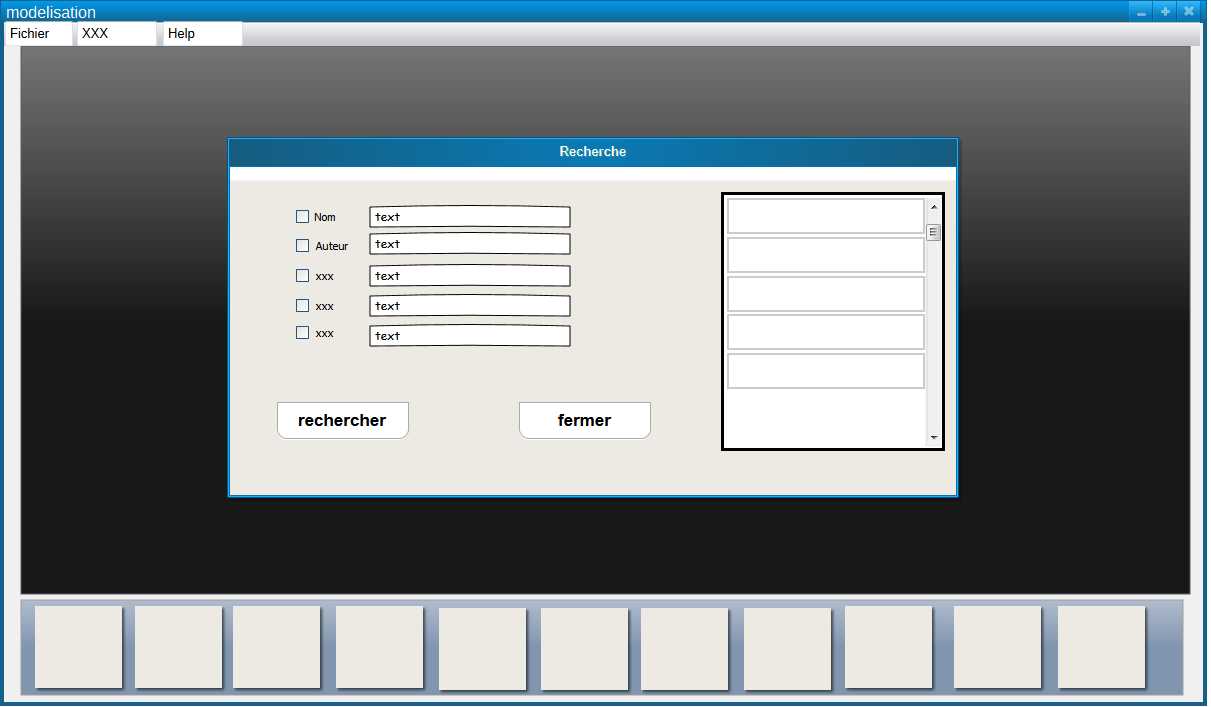 modelisation
Fichier XXX Help
Recherche
Nom text
Auteur text
xxx text
xxx text
xxx text
rechercher fermer